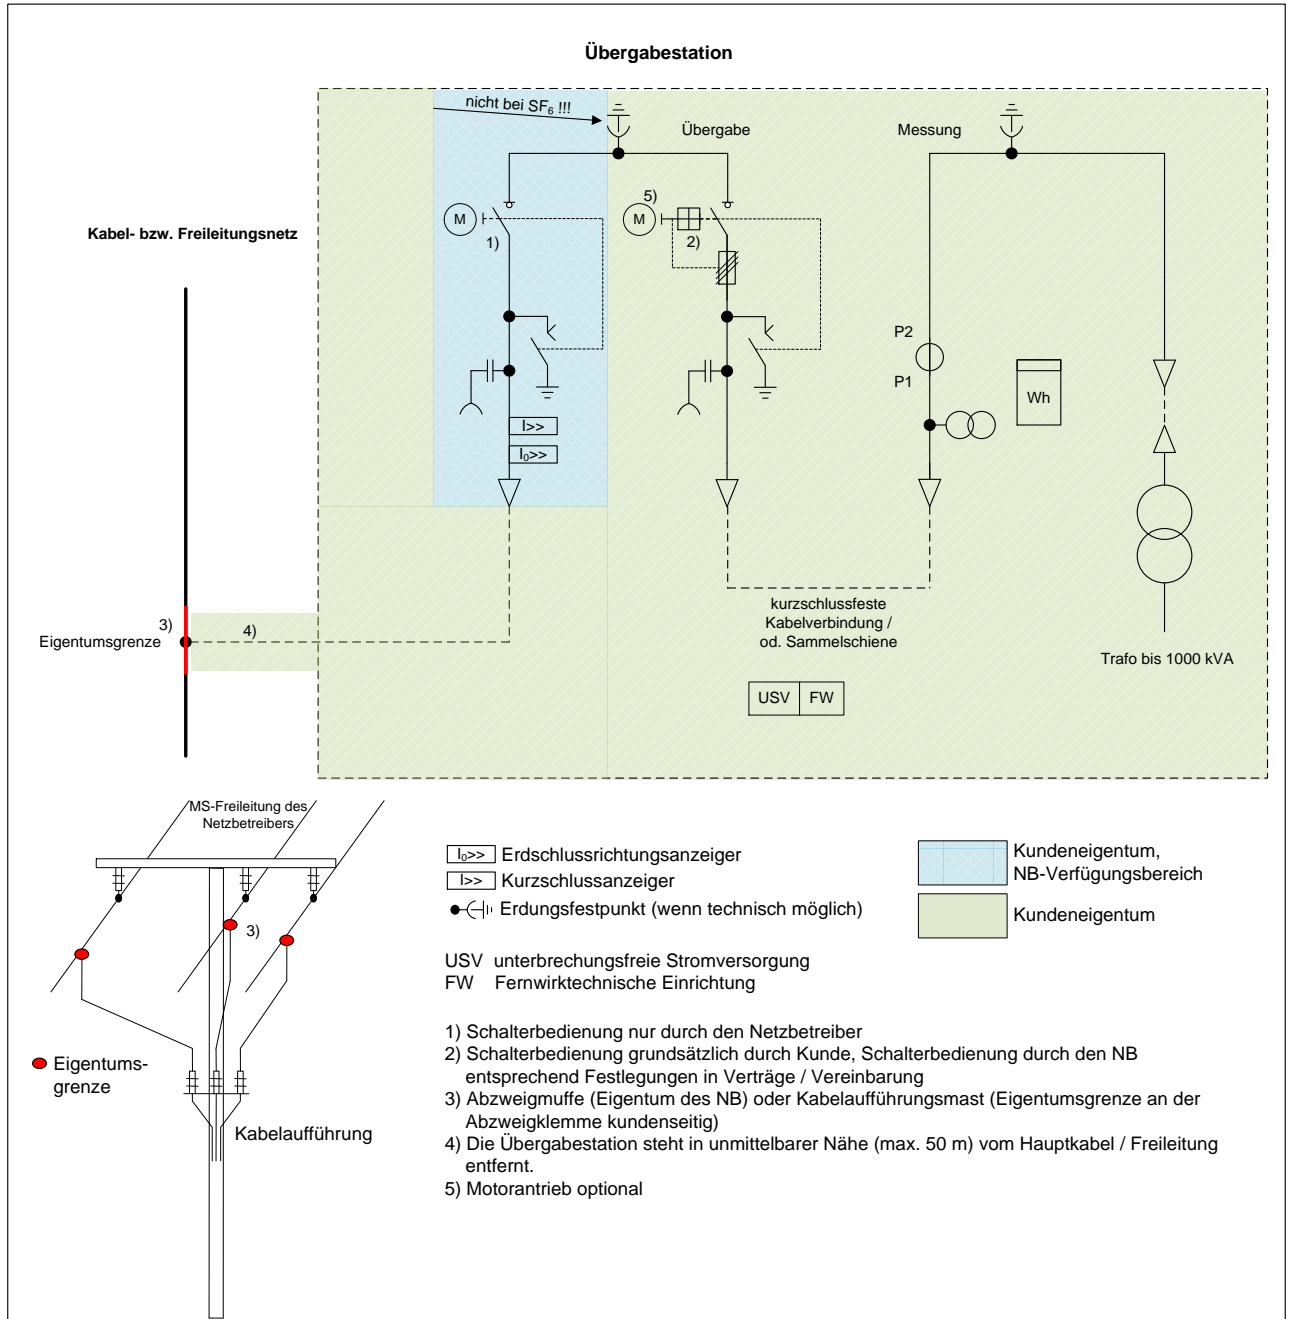 Übergabestation
nicht bei SF₆ !!!
Übergabe
Messung
5)
M
M
1)
2)
Kabel- bzw. Freileitungsnetz
P2
P1
Wh
I>>
I₀>>
3)
4)
Eigentumsgrenze
kurzschlussfeste
Kabelverbindung /
od. Sammelschiene
Trafo bis 1000 kVA
USV FW
MS-Freileitung des
Netzbetreibers
3)
Eigentums-
grenze
Kabelaufführung
I₀>> Erdschlussrichtungsanzeiger
I>> Kurzschlussanzeiger
Erdungsfestpunkt (wenn technisch möglich)
USV unterbrechungsfreie Stromversorgung
FW Fernwirktechnische Einrichtung
Kundeneigentum,
NB-Verfügungsbereich
Kundeneigentum
1) Schalterbedienung nur durch den Netzbetreiber
2) Schalterbedienung grundsätzlich durch Kunde, Schalterbedienung durch den NB
entsprechend Festlegungen in Verträge / Vereinbarung
3) Abzweigmuffe (Eigentum des NB) oder Kabelaufführungsmast (Eigentumsgrenze an der
Abzweigklemme kundenseitig)
4) Die Übergabestation steht in unmittelbarer Nähe (max. 50 m) vom Hauptkabel / Freileitung
entfernt.
5) Motorantrieb optional